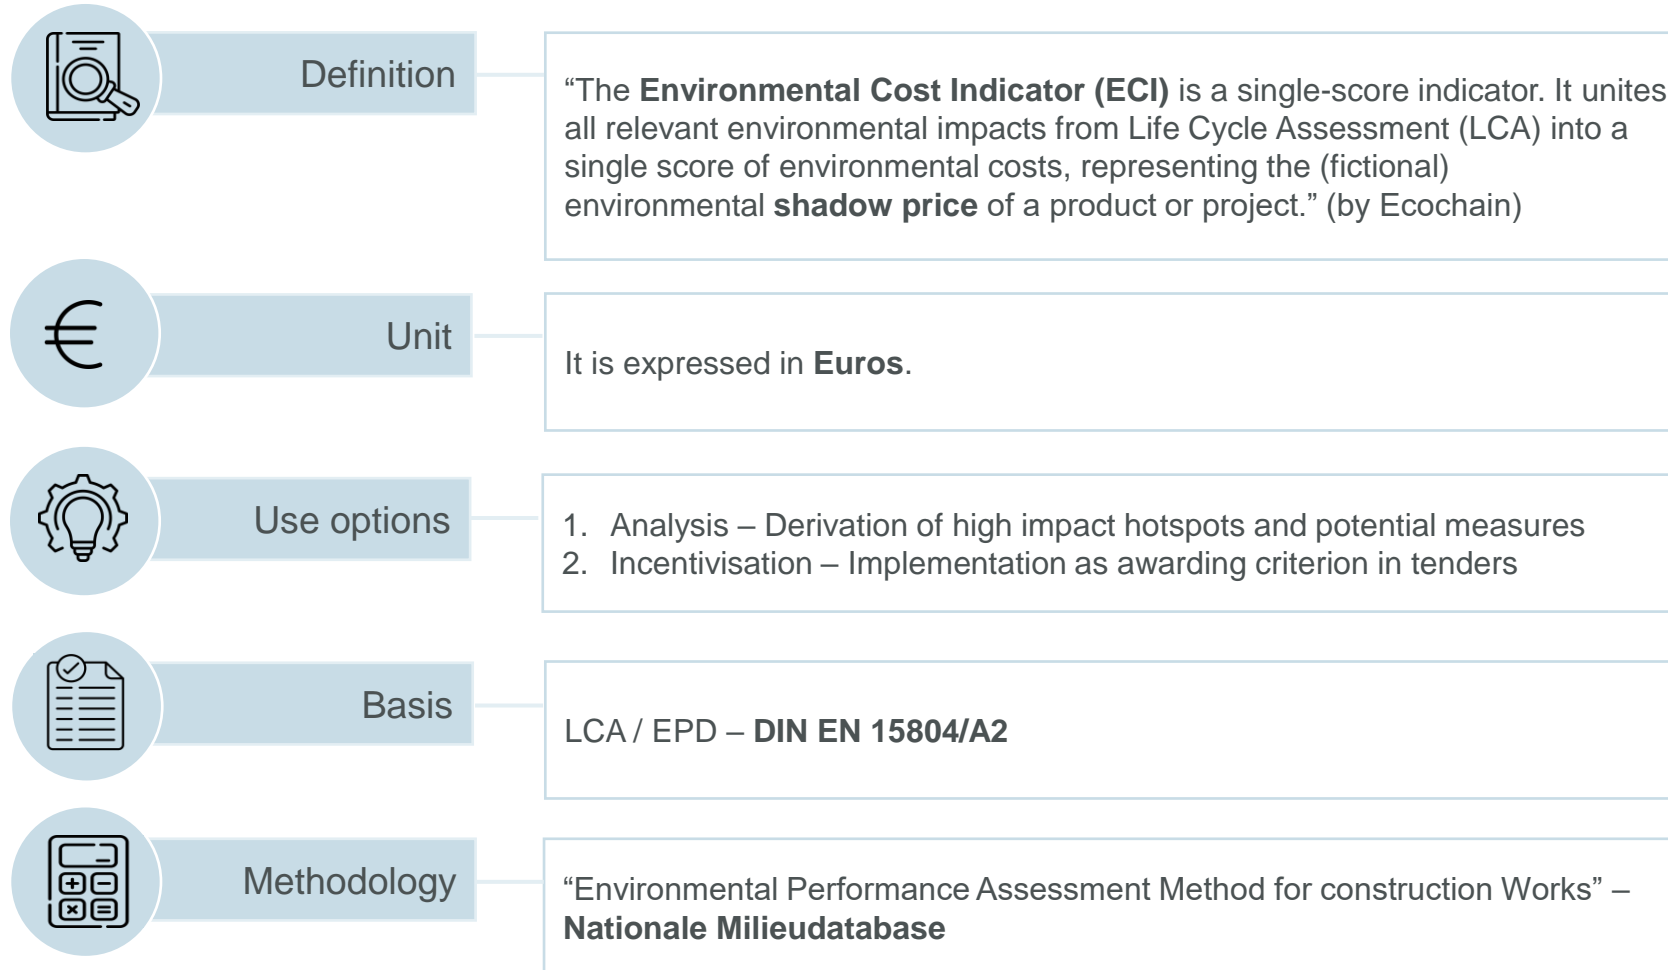 Definition
“The Environmental Cost Indicator (ECI) is a single-score indicator. It unites
all relevant environmental impacts from Life Cycle Assessment (LCA) into a
single score of environmental costs, representing the (fictional)
environmental shadow price of a product or project.” (by Ecochain)
Unit
It is expressed in Euros.
Use options
1. Analysis – Derivation of high impact hotspots and potential measures
2. Incentivisation – Implementation as awarding criterion in tenders
Basis
LCA / EPD – DIN EN 15804/A2
Methodology
“Environmental Performance Assessment Method for construction Works” –
Nationale Milieudatabase